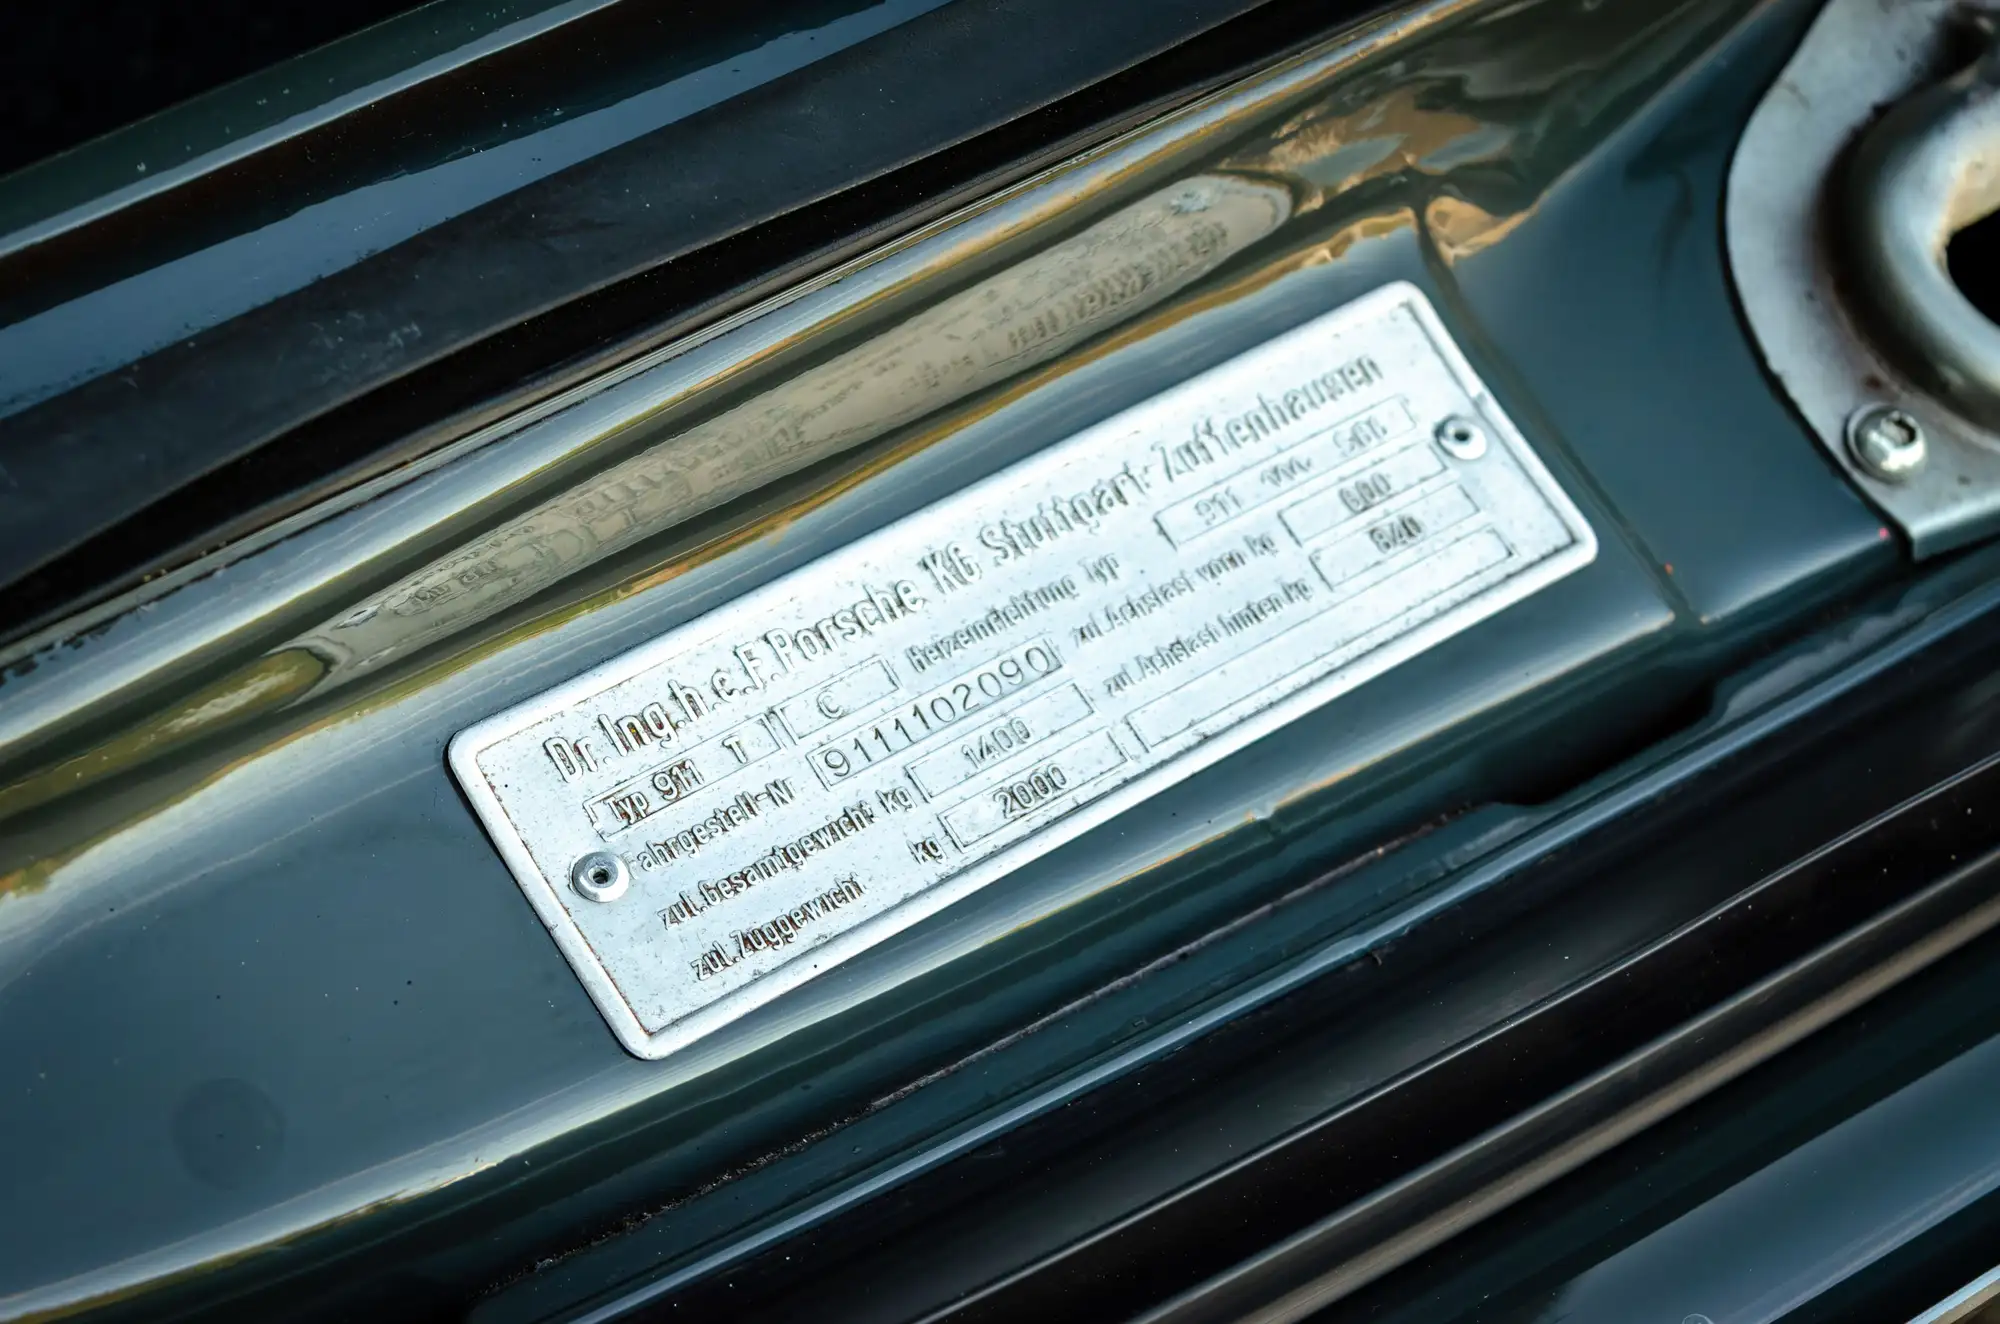 Dr. Ing.h.c.F. Porsche KG Stuttgart-Zuffenhausen
Typ 911 T C Heizeinrichtung Typ 911
Fahrgestell-Nr 9111102090 zul.Achslast vorn kg 600
zul.Gesamtgewicht kg 1400 zul.Achslast hinten kg 840
zul.Zuggewicht kg 2000